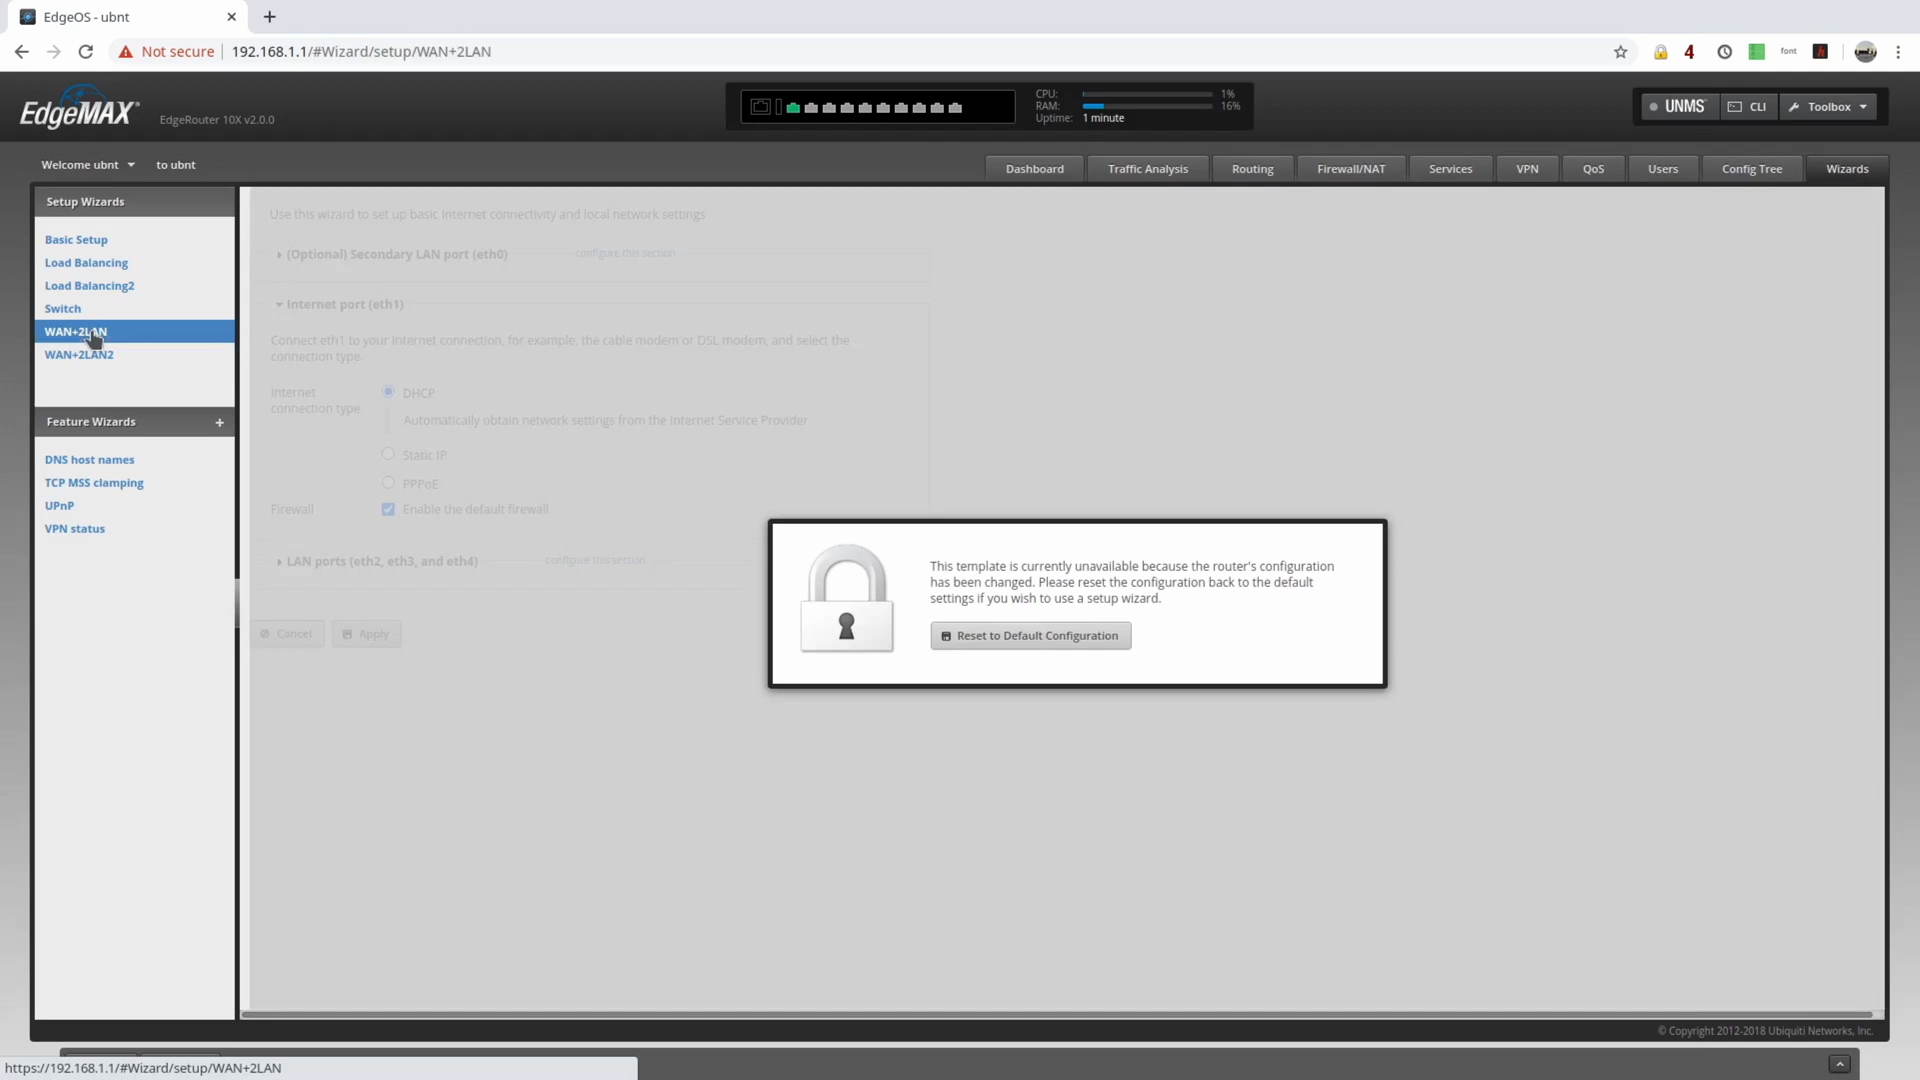 EdgeOS - ubnt
Not secure 192.168.1.1/#Wizard/setup/WAN+2LAN
4
font
h
EdgeMAX
EdgeRouter 10X v2.0.0
CPU: 1%
RAM: 16%
Uptime: 1 minute
UNMS CLI Toolbox
Welcome ubnt to ubnt
Dashboard Traffic Analysis Routing Firewall/NAT Services VPN QoS Users Config Tree Wizards
Setup Wizards
Basic Setup
Load Balancing
Load Balancing2
Switch
WAN+2LAN
WAN+2LAN2
Feature Wizards +
DNS host names
TCP MSS clamping
UPnP
VPN status
Use this wizard to set up basic Internet connectivity and local network settings
(Optional) Secondary LAN port (eth0) configure this section
Internet port (eth1)
Connect eth1 to your Internet connection, for example, the cable modem or DSL modem, and select the
connection type.
Internet
connection type
DHCP
Automatically obtain network settings from the Internet Service Provider
Static IP
PPPoE
Firewall Enable the default firewall
LAN ports (eth2, eth3, and eth4) configure this section
Cancel Apply
This template is currently unavailable because the router's configuration
has been changed. Please reset the configuration back to the default
settings if you wish to use a setup wizard.
Reset to Default Configuration
© Copyright 2012-2018 Ubiquiti Networks, Inc.
https://192.168.1.1/#Wizard/setup/WAN+2LAN